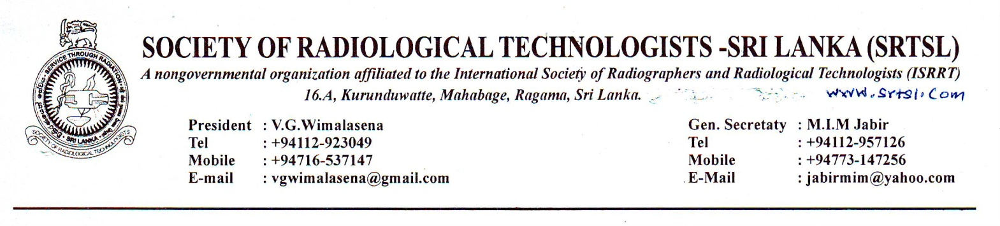 SOCIETY OF RADIOLOGICAL TECHNOLOGISTS -SRI LANKA (SRTSL)
A nongovernmental organization affiliated to the International Society of Radiographers and Radiological Technologists (ISRRT)
16.A, Kurunduwatte, Mahabage, Ragama, Sri Lanka. www.srtsl.com
President : V.G.Wimalasena
Tel : +94112-923049
Mobile : +94716-537147
E-mail : vgwimalasena@gmail.com
Gen. Secretaty : M.I.M Jabir
Tel : +94112-957126
Mobile : +94773-147256
E-Mail : jabirmim@yahoo.com
SERVICE THROUGH RADIATION
SRI LANKA
SOCIETY OF RADIOLOGICAL TECHNOLOGISTS